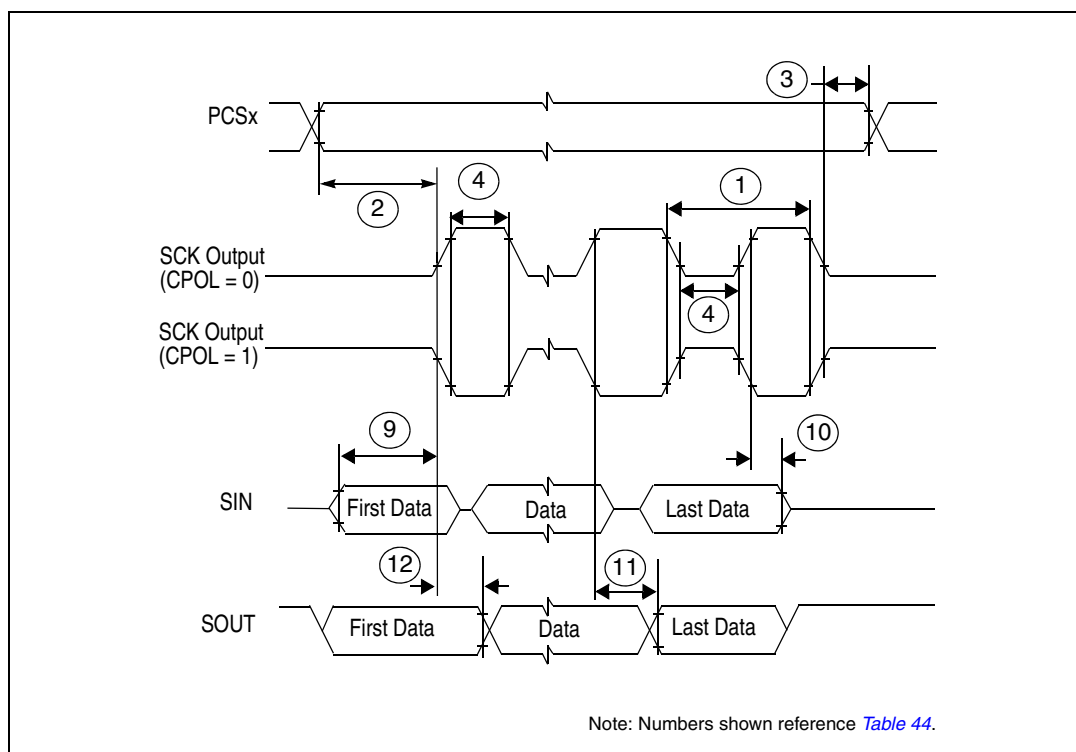 3
PCSx
2
4
1
SCK Output
(CPOL = 0)
4
SCK Output
(CPOL = 1)
9
10
SIN
First Data
Data
Last Data
12
11
SOUT
First Data
Data
Last Data
Note: Numbers shown reference Table 44.